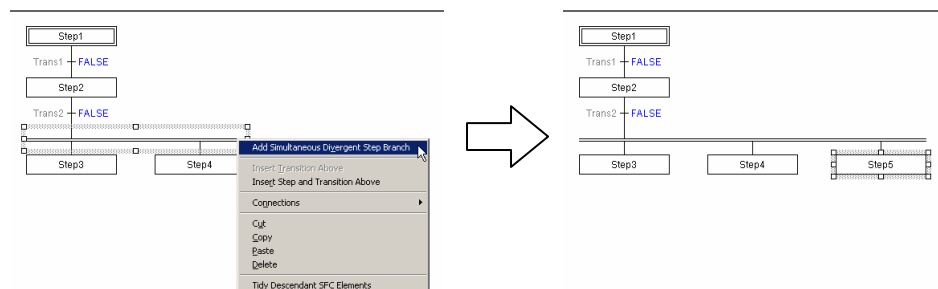 Step1
Trans1 FALSE
Step2
Trans2 FALSE
Step3
Step4
Add Simultaneous Divergent Step Branch
Insert Transition Above
Insert Step and Transition Above
Connections
Cut
Copy
Paste
Delete
Tidy Descendant SFC Elements
Step1
Trans1 FALSE
Step2
Trans2 FALSE
Step3
Step4
Step5